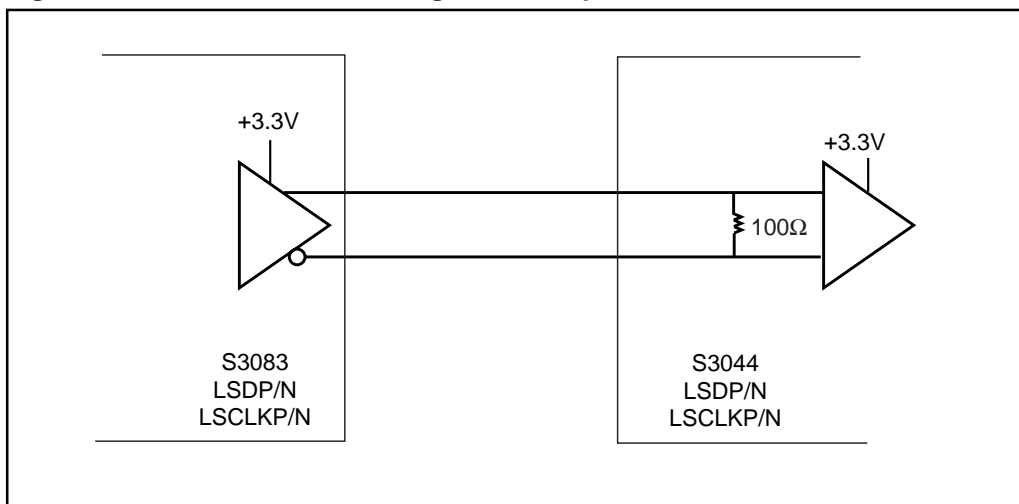 +3.3V
+3.3V
100Ω
S3083
LSDP/N
LSCLKP/N
S3044
LSDP/N
LSCLKP/N